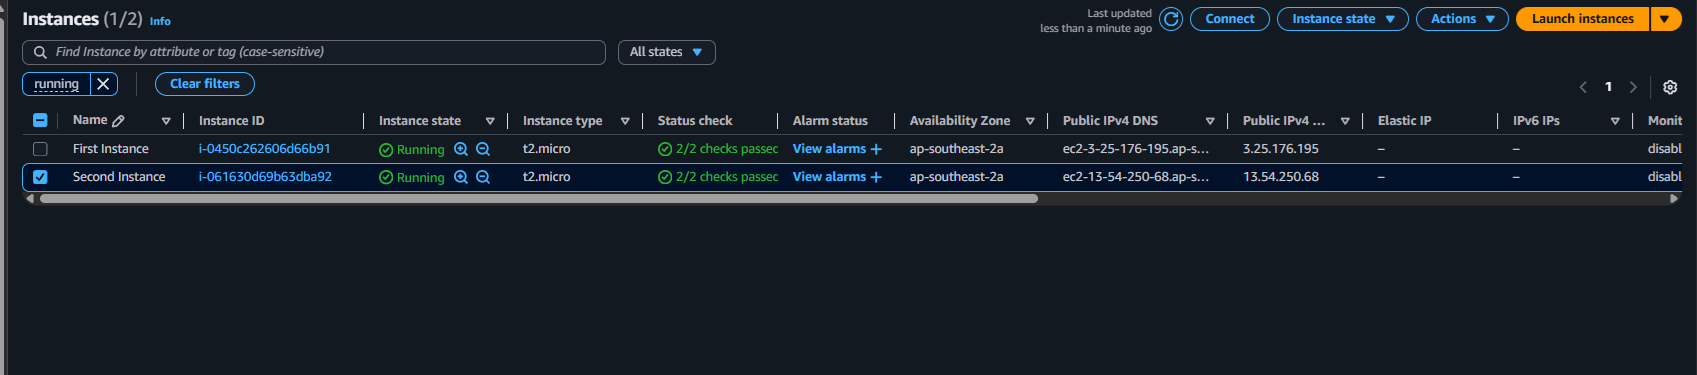 Instances (1/2) Info
Last updated
less than a minute ago
Connect
Instance state
Actions
Launch instances
Find Instance by attribute or tag (case-sensitive)
All states
running
Clear filters
1
Name Instance ID Instance state Instance type Status check Alarm status Availability Zone Public IPv4 DNS Public IPv4 ... Elastic IP IPv6 IPs Monit
First Instance i-0450c262606d66b91 Running t2.micro 2/2 checks passec View alarms + ap-southeast-2a ec2-3-25-176-195.ap-s... 3.25.176.195 – – disabl
Second Instance i-061630d69b63dba92 Running t2.micro 2/2 checks passec View alarms + ap-southeast-2a ec2-13-54-250-68.ap-s... 13.54.250.68 – – disabl